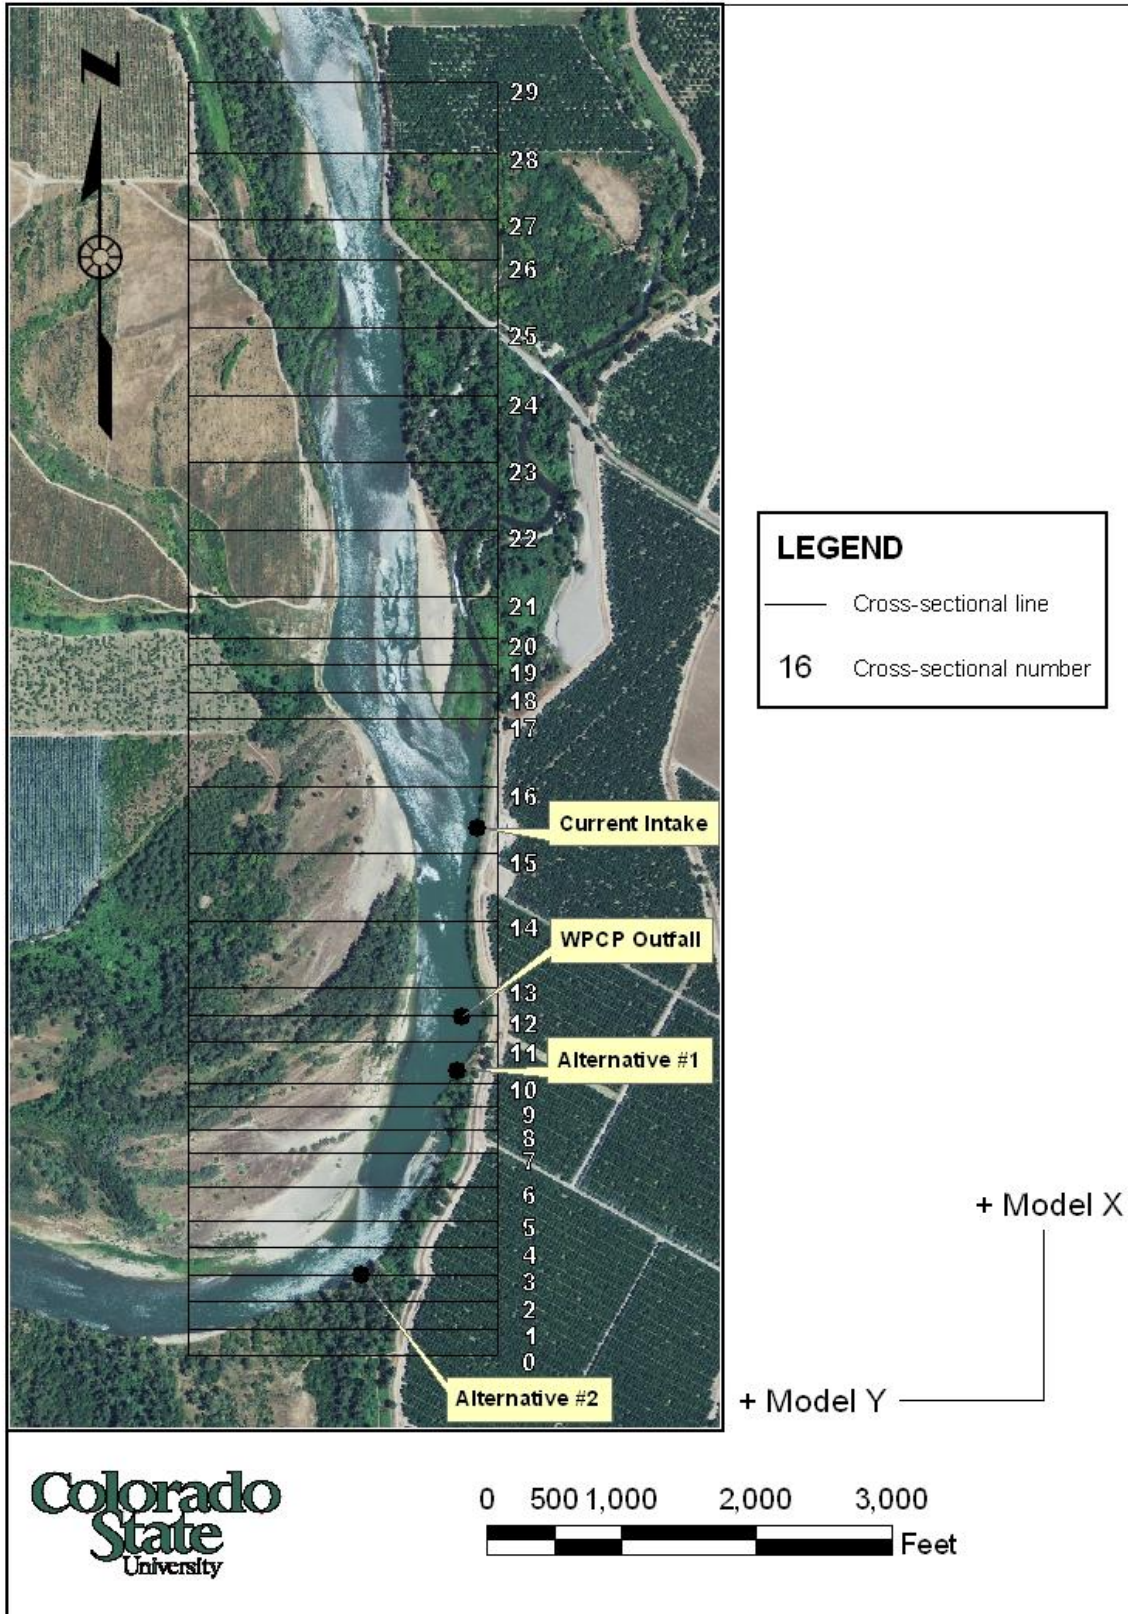 N
29
28
27
26
25
24
23
22
21
20
19
18
17
16
Current Intake
15
14
WPCP Outfall
13
12
11
Alternative #1
10
9
8
7
6
5
4
3
2
1
0
Alternative #2
LEGEND
Cross-sectional line
16 Cross-sectional number
+ Model X
+ Model Y
Colorado
State
University
0 500 1,000 2,000 3,000
Feet